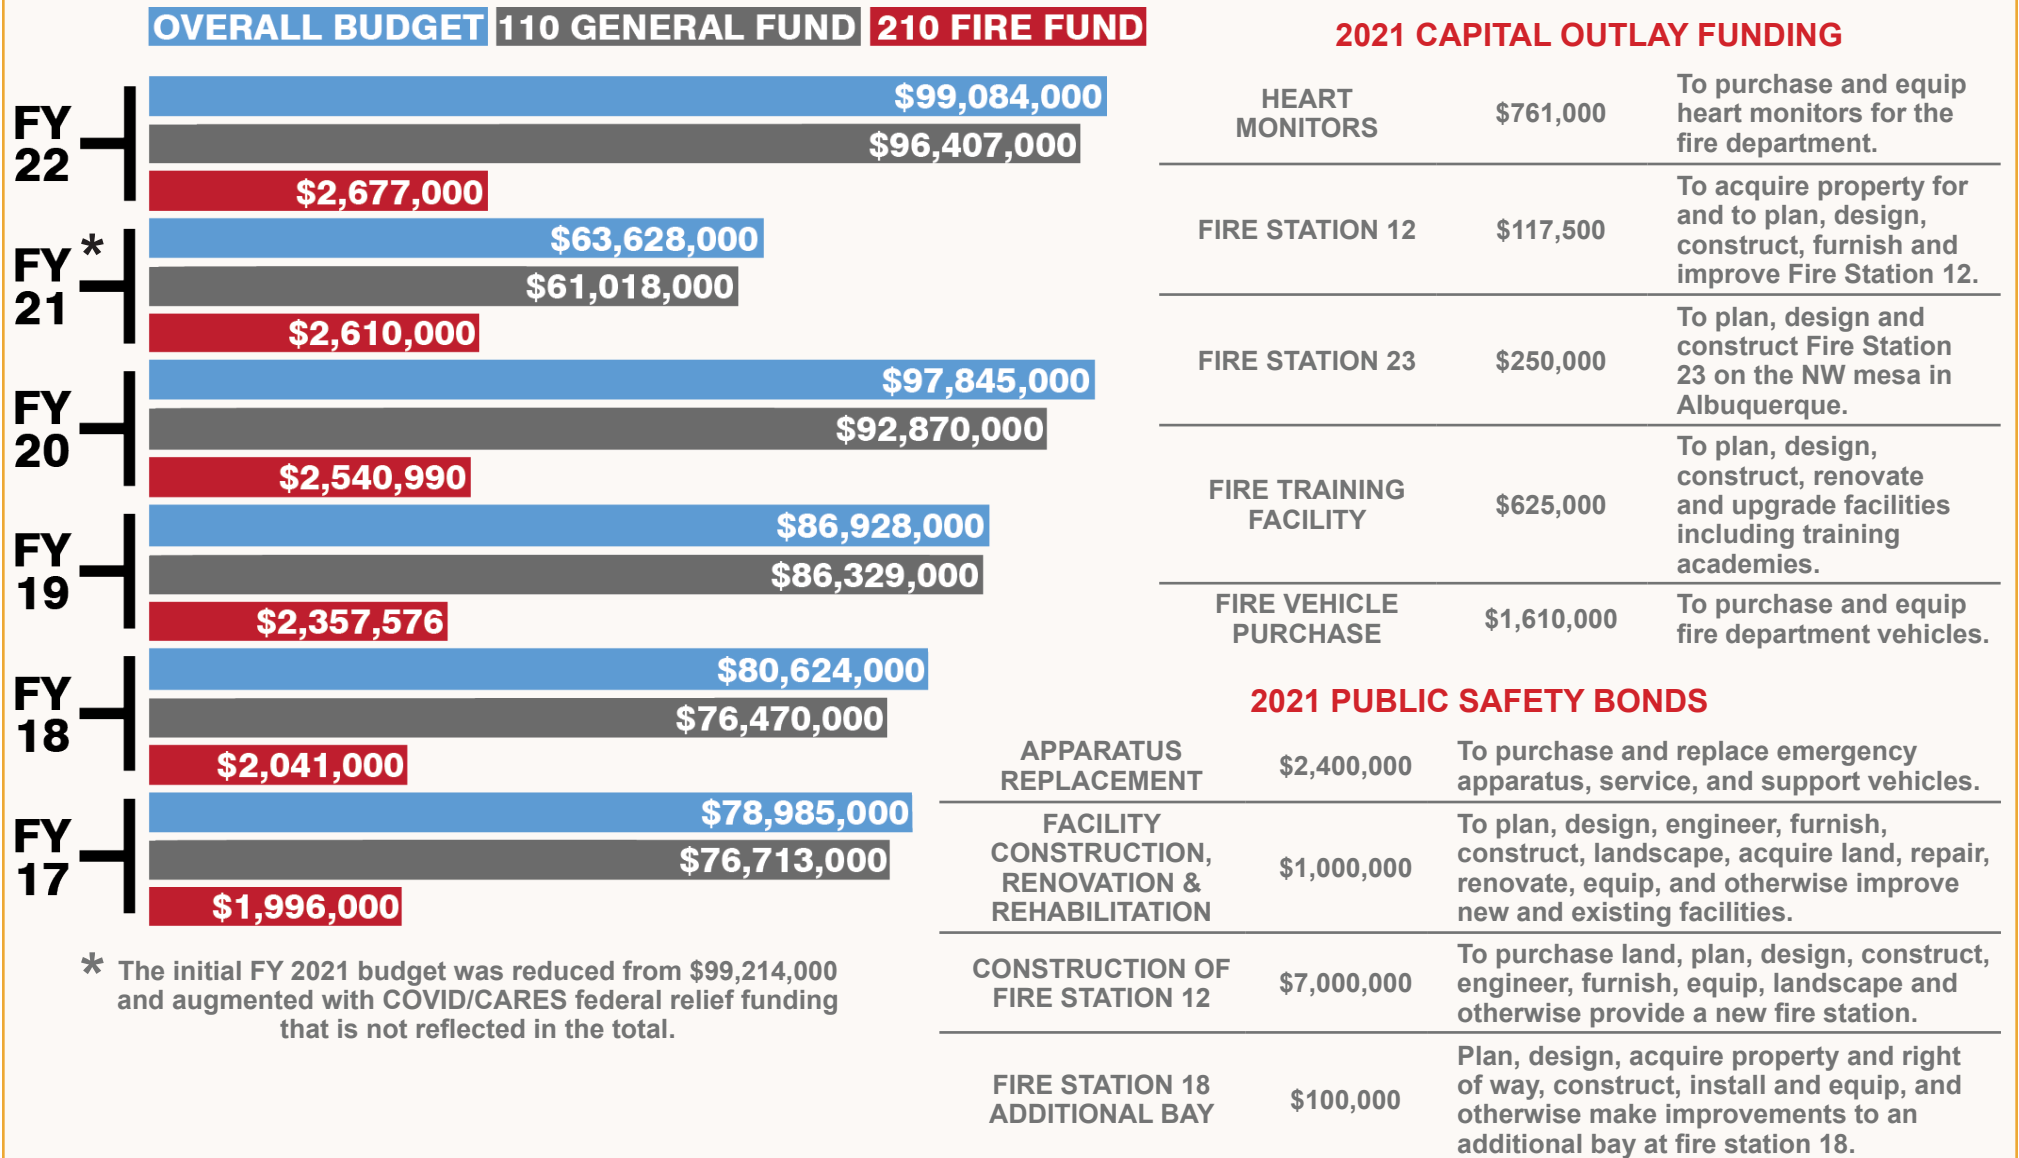 OVERALL BUDGET 110 GENERAL FUND 210 FIRE FUND
FY
22
$99,084,000
$96,407,000
$2,677,000
FY *
21
$63,628,000
$61,018,000
$2,610,000
FY
20
$97,845,000
$92,870,000
$2,540,990
FY
19
$86,928,000
$86,329,000
$2,357,576
FY
18
$80,624,000
$76,470,000
$2,041,000
FY
17
$78,985,000
$76,713,000
$1,996,000
* The initial FY 2021 budget was reduced from $99,214,000
and augmented with COVID/CARES federal relief funding
that is not reflected in the total.
2021 CAPITAL OUTLAY FUNDING
HEART
MONITORS
$761,000
To purchase and equip
heart monitors for the
fire department.
FIRE STATION 12
$117,500
To acquire property for
and to plan, design,
construct, furnish and
improve Fire Station 12.
FIRE STATION 23
$250,000
To plan, design and
construct Fire Station
23 on the NW mesa in
Albuquerque.
FIRE TRAINING
FACILITY
$625,000
To plan, design,
construct, renovate
and upgrade facilities
including training
academies.
FIRE VEHICLE
PURCHASE
$1,610,000
To purchase and equip
fire department vehicles.
2021 PUBLIC SAFETY BONDS
APPARATUS
REPLACEMENT
$2,400,000
To purchase and replace emergency
apparatus, service, and support vehicles.
FACILITY
CONSTRUCTION,
RENOVATION &
REHABILITATION
$1,000,000
To plan, design, engineer, furnish,
construct, landscape, acquire land, repair,
renovate, equip, and otherwise improve
new and existing facilities.
CONSTRUCTION OF
FIRE STATION 12
$7,000,000
To purchase land, plan, design, construct,
engineer, furnish, equip, landscape and
otherwise provide a new fire station.
FIRE STATION 18
ADDITIONAL BAY
$100,000
Plan, design, acquire property and right
of way, construct, install and equip, and
otherwise make improvements to an
additional bay at fire station 18.